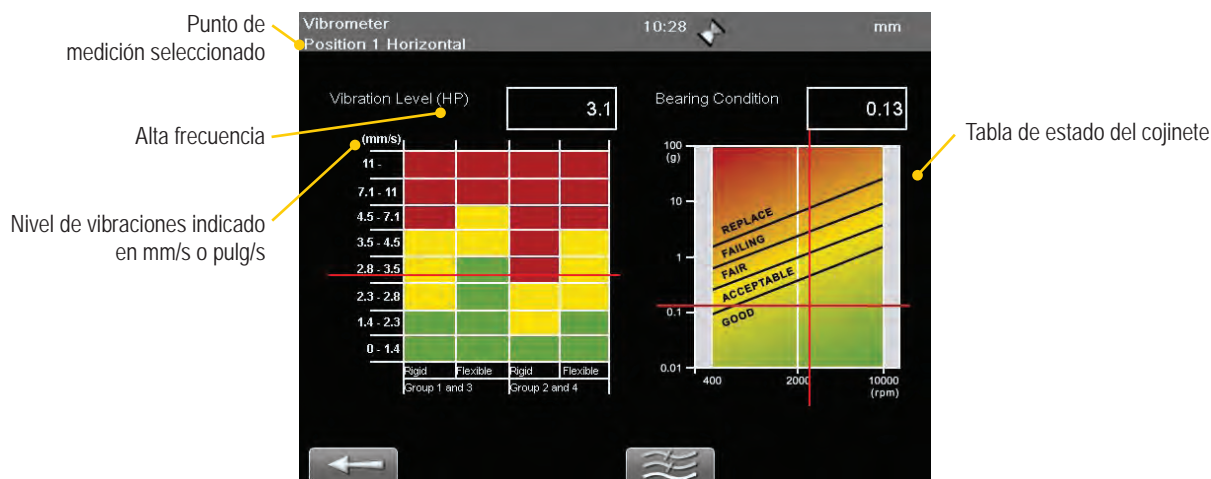 Punto de
medición seleccionado
Alta frecuencia
Nivel de vibraciones indicado
en mm/s o pulg/s
Vibrometer
Position 1 Horizontal
10:28
mm
Vibration Level (HP)
3.1
(mm/s)
11 -
7.1 - 11
4.5 - 7.1
3.5 - 4.5
2.8 - 3.5
2.3 - 2.8
1.4 - 2.3
0 - 1.4
Rigid Flexible Rigid Flexible
Group 1 and 3 Group 2 and 4
Bearing Condition
0.13
100
(g)
10
1
0.1
0.01
REPLACE
FAILING
FAIR
ACCEPTABLE
GOOD
400 2000 10000
(rpm)
Tabla de estado del cojinete